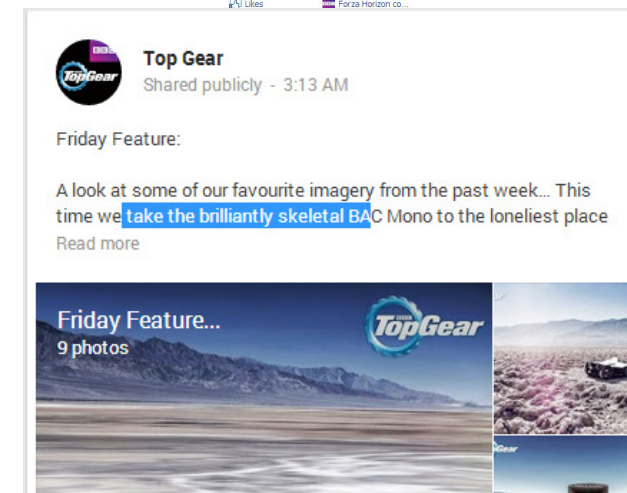 Likes
Forza Horizon co...
BBC
TopGear
Top Gear
Shared publicly - 3:13 AM
Friday Feature:
A look at some of our favourite imagery from the past week... This
time we take the brilliantly skeletal BAC Mono to the loneliest place
Read more
Friday Feature...
9 photos
TopGear
Gear